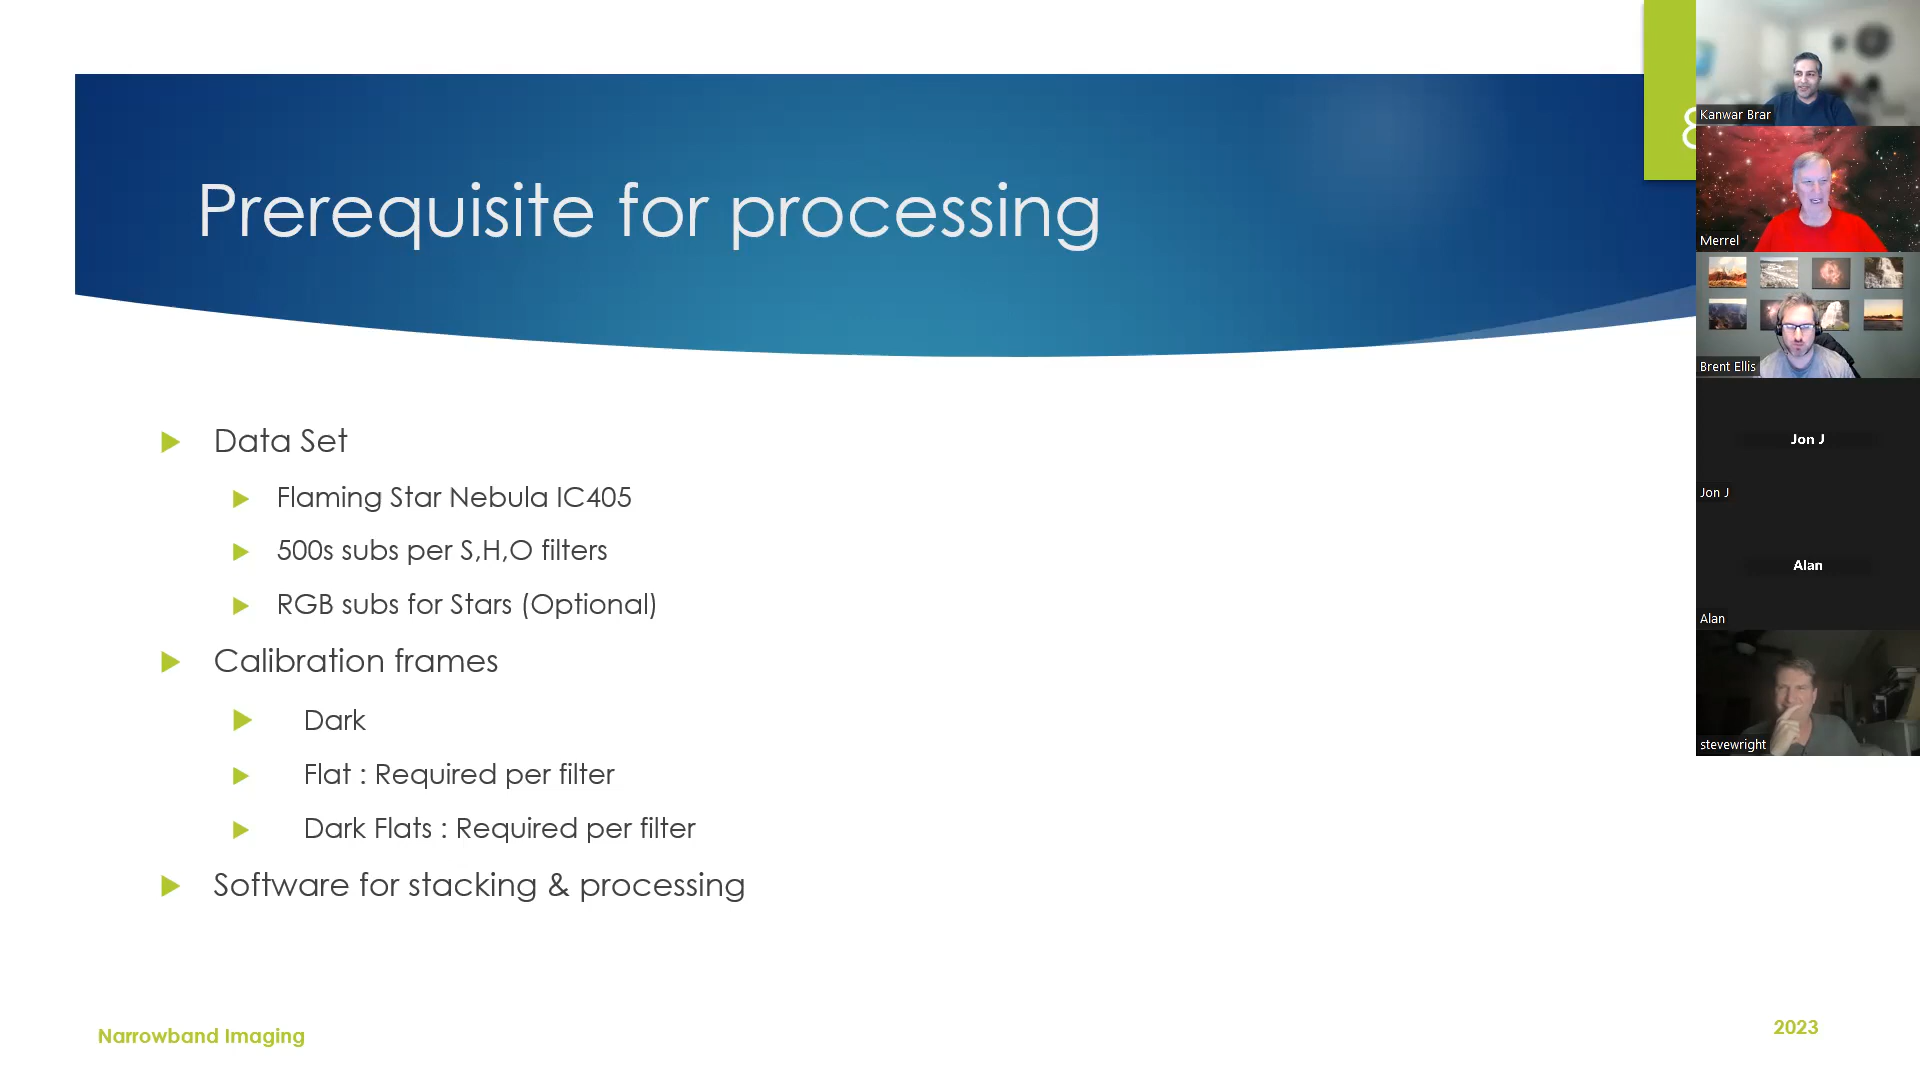 8
Prerequisite for processing
Data Set
Flaming Star Nebula IC405
500s subs per S,H,O filters
RGB subs for Stars (Optional)
Calibration frames
Dark
Flat : Required per filter
Dark Flats : Required per filter
Software for stacking & processing
Narrowband Imaging
2023
Kanwar Brar
Merrel
Brent Ellis
Jon J
Jon J
Alan
Alan
stevewright